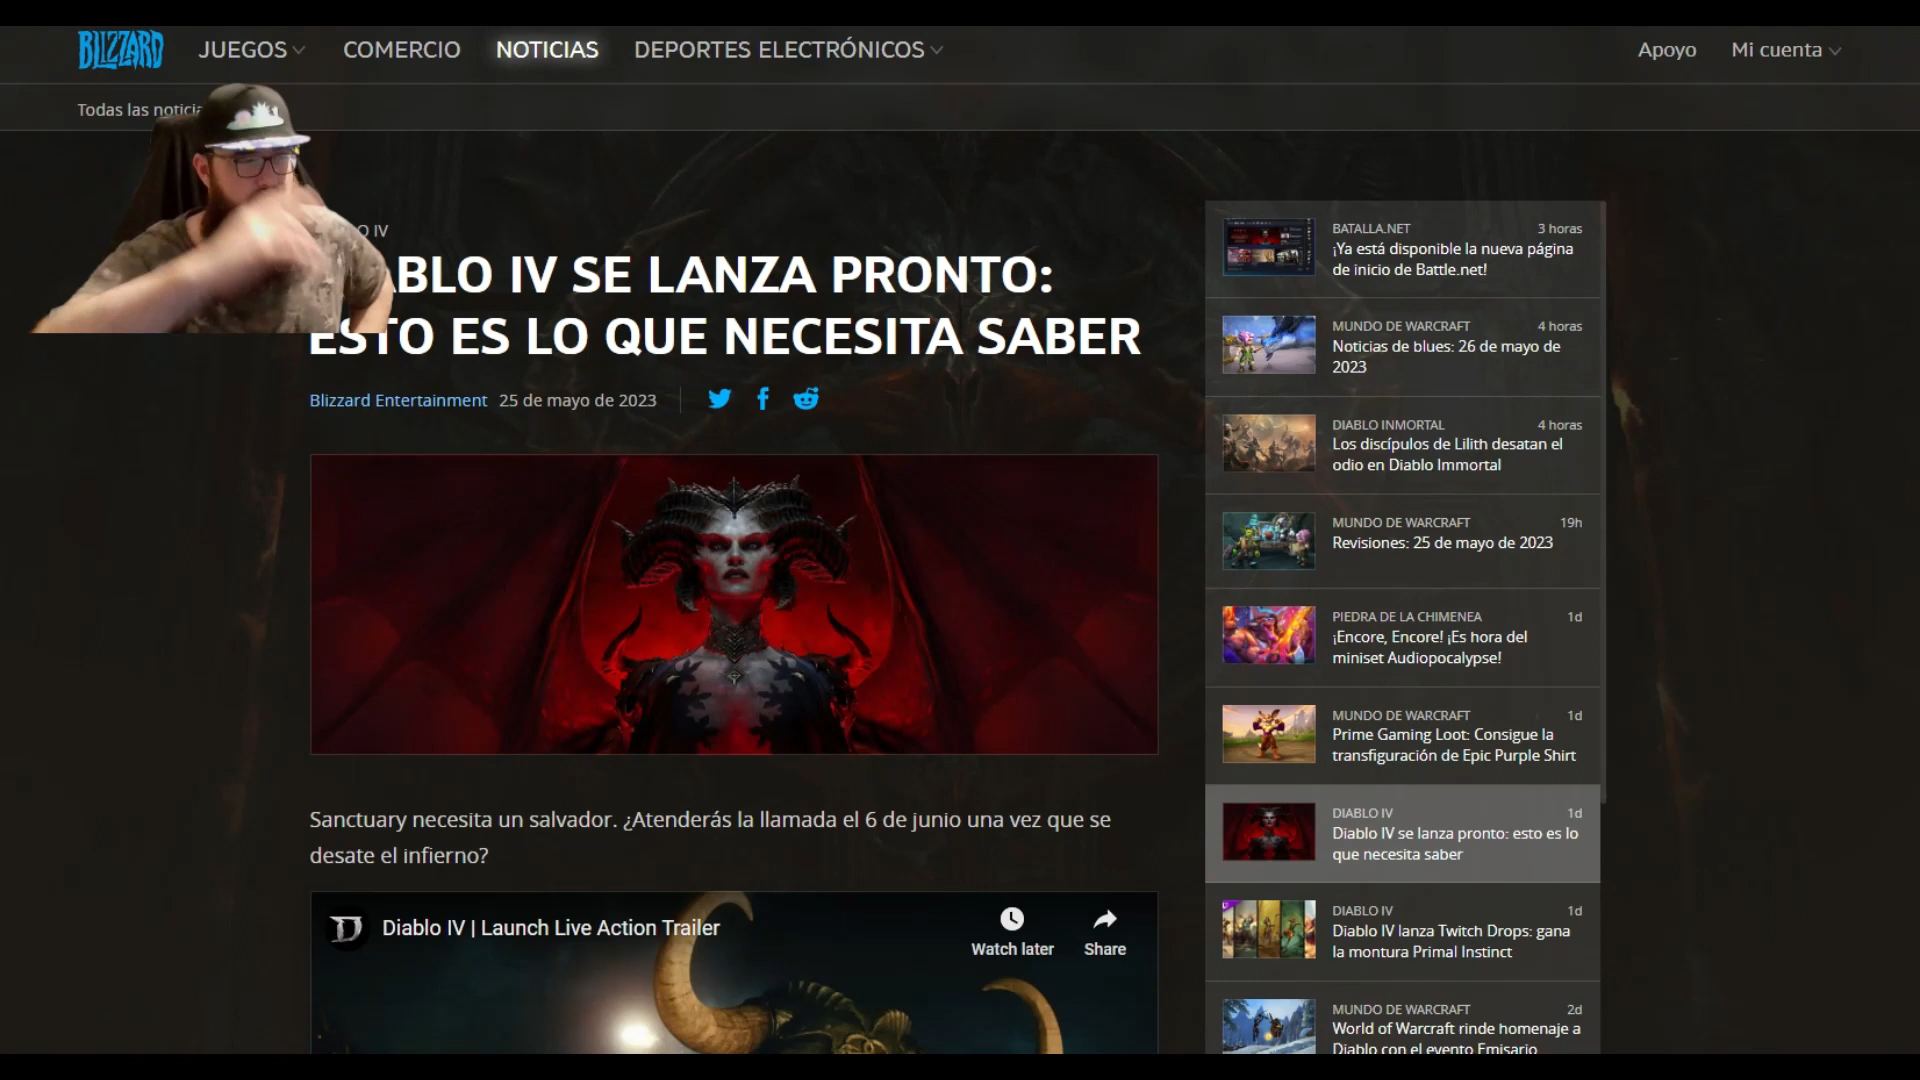 BLIZZARD
JUEGOS
COMERCIO
NOTICIAS
DEPORTES ELECTRÓNICOS
Apoyo
Mi cuenta
Todas las
IV
SE LANZA PRONTO:
ESTO ES LO QUE NECESITA SABER
Blizzard Entertainment 25 de mayo de 2023
Sanctuary necesita un salvador. ¿Atenderás la llamada el 6 de junio una vez que se
desate el infierno?
Diablo IV | Launch Live Action Trailer
Watch later
Share
BATALLA.NET 3 horas
¡Ya está disponible la nueva página
de inicio de Battle.net!
MUNDO DE WARCRAFT 4 horas
Noticias de blues: 26 de mayo de
2023
DIABLO INMORTAL 4 horas
Los discípulos de Lilith desatan el
odio en Diablo Immortal
MUNDO DE WARCRAFT 19h
Revisiones: 25 de mayo de 2023
PIEDRA DE LA CHIMENEA 1d
¡Encore, Encore! ¡Es hora del
miniset Audiopocalypse!
MUNDO DE WARCRAFT 1d
Prime Gaming Loot: Consigue la
transfiguración de Epic Purple Shirt
DIABLO IV 1d
Diablo IV se lanza pronto: esto es lo
que necesita saber
DIABLO IV 1d
Diablo IV lanza Twitch Drops: gana
la montura Primal Instinct
MUNDO DE WARCRAFT 2d
World of Warcraft rinde homenaje a
Diablo con el evento Emisario